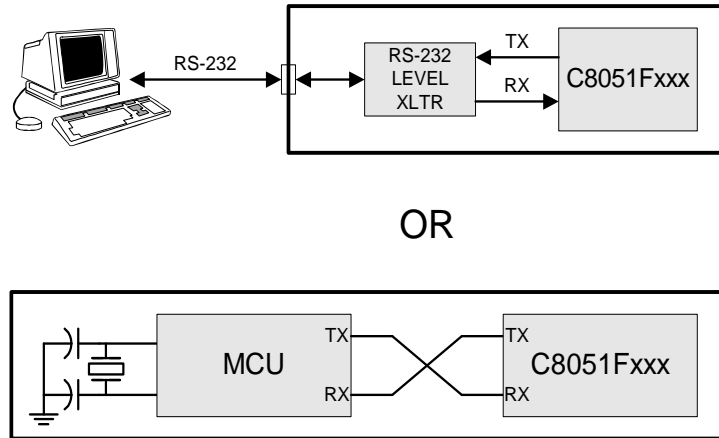 RS-232
RS-232
LEVEL
XLTR
TX
RX
C8051Fxxx
OR
MCU
TX
RX
TX
RX
C8051Fxxx